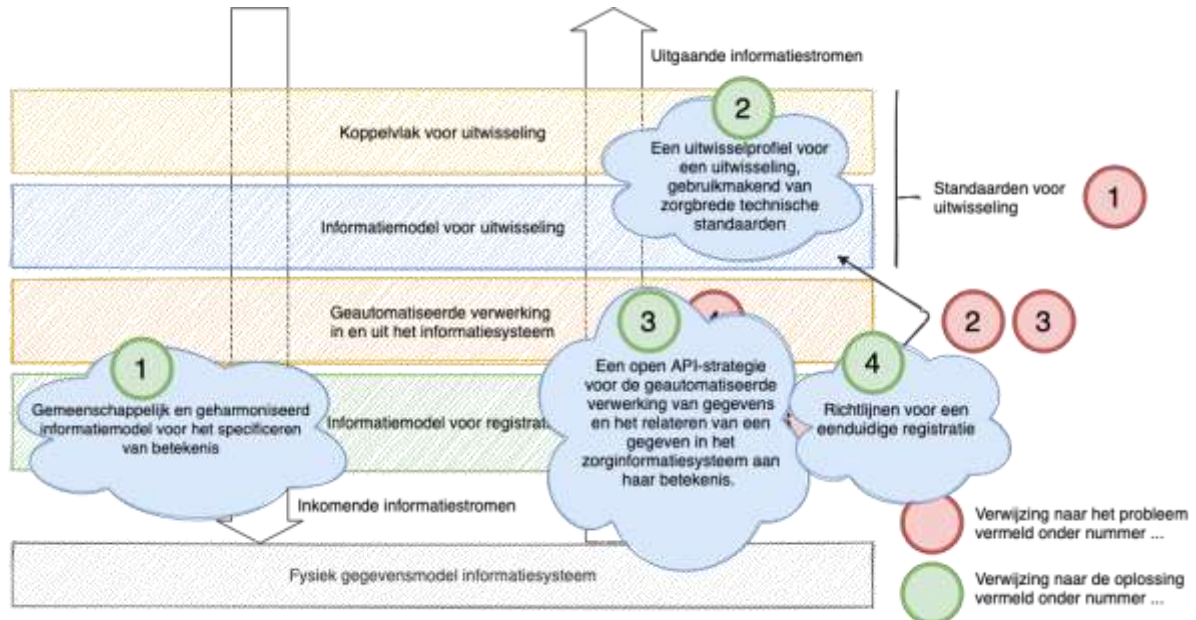 Uitgaande informatiestromen
2
Koppelvlak voor uitwisseling
Een uitwisselprofiel voor
een uitwisseling,
gebruikmakend van
zorgbrede technische
standaarden
Standaarden voor
uitwisseling
1
Informatiemodel voor uitwisseling
Geautomatiseerde verwerking
in en uit het informatiesysteem
3
2
3
1
Gemeenschappelijk en geharmoniseerd
informatiemodel voor het specificeren
van betekenis
Informatiemodel voor registrat
Een open API-strategie
voor de geautomatiseerde
verwerking van gegevens
en het relateren van een
gegeven in het
zorginformatiesysteem aan
haar betekenis.
4
Richtlijnen voor een
eenduidige registratie
Inkomende informatiestromen
Fysiek gegevensmodel informatiesysteem
Verwijzing naar het probleem
vermeld onder nummer ...
Verwijzing naar de oplossing
vermeld onder nummer ...